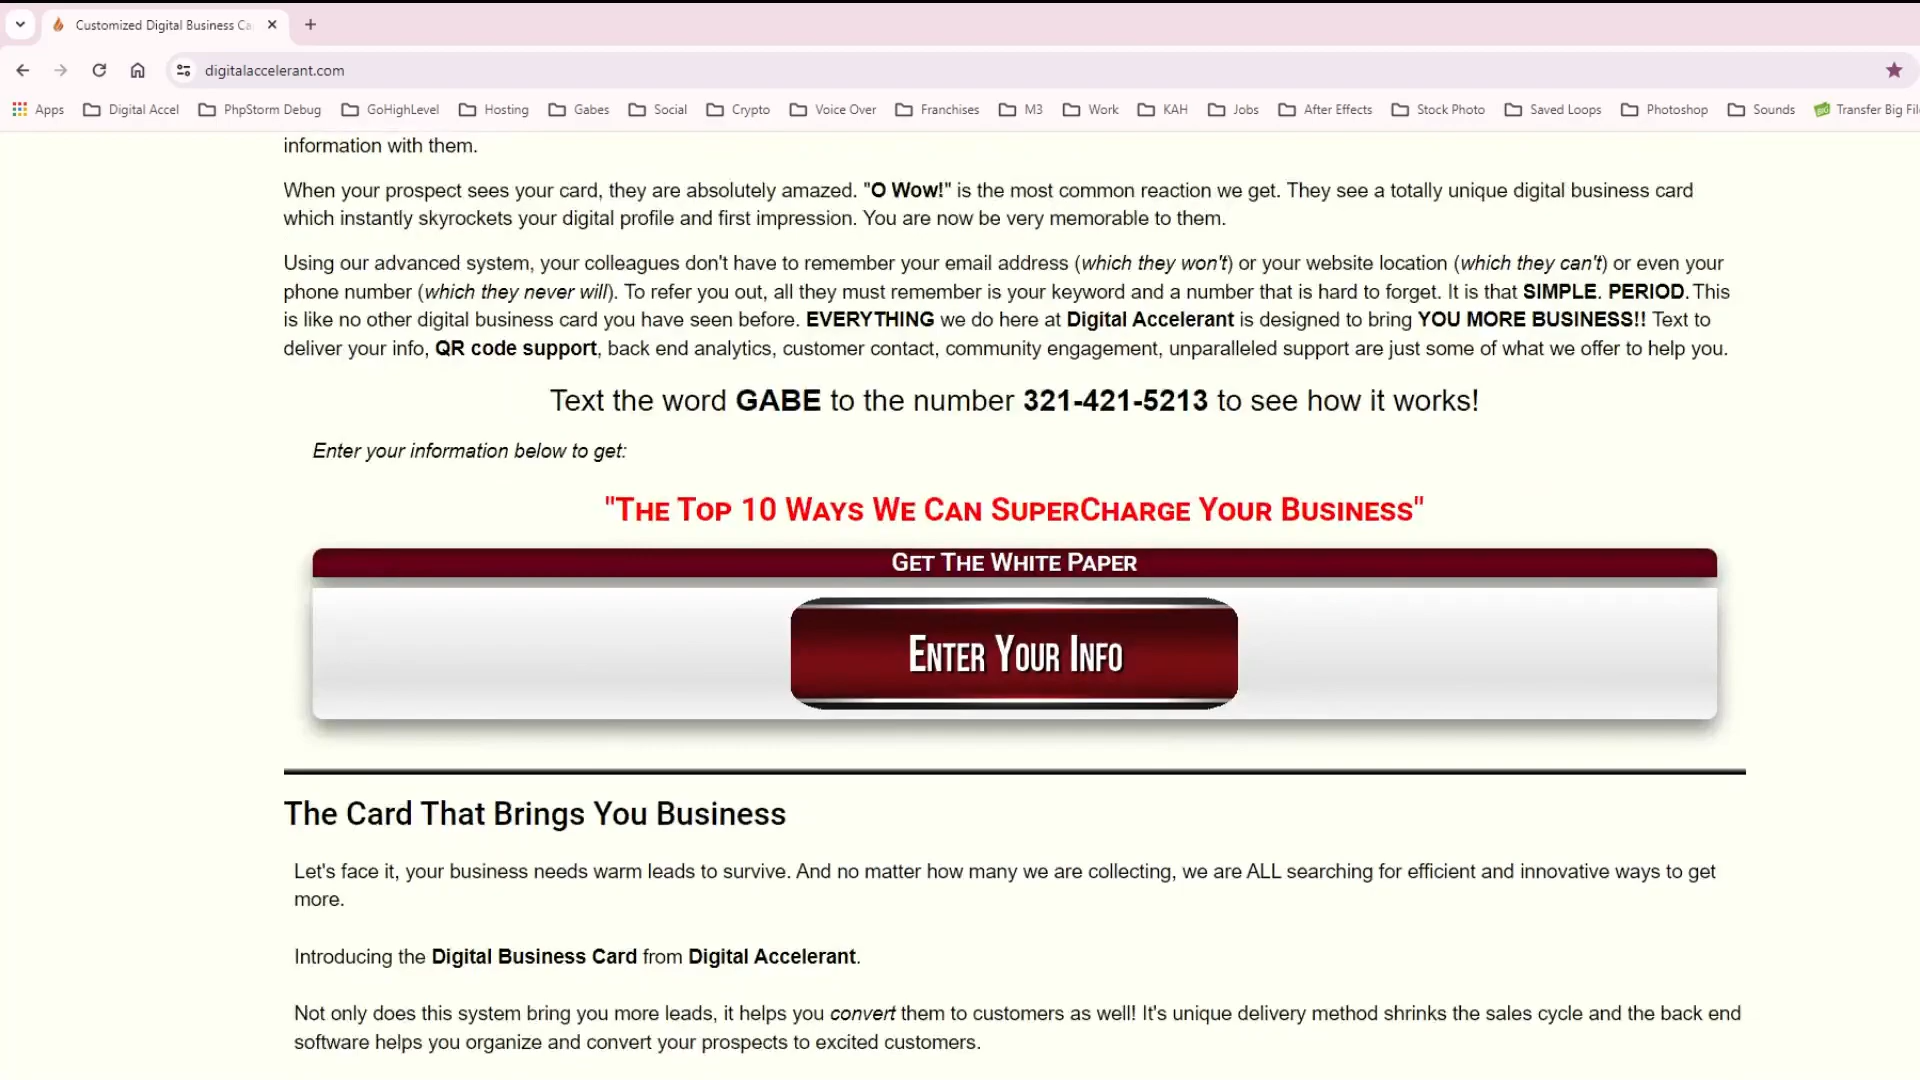 Customized Digital Business Ca
digitalaccelerant.com
Apps Digital Accel PhpStorm Debug GoHighLevel Hosting Gabes Social Crypto Voice Over Franchises M3 Work KAH Jobs After Effects Stock Photo Saved Loops Photoshop Sounds Transfer Big Fil
information with them.
When your prospect sees your card, they are absolutely amazed. "O Wow!" is the most common reaction we get. They see a totally unique digital business card
which instantly skyrockets your digital profile and first impression. You are now be very memorable to them.
Using our advanced system, your colleagues don't have to remember your email address (which they won't) or your website location (which they can't) or even your
phone number (which they never will). To refer you out, all they must remember is your keyword and a number that is hard to forget. It is that SIMPLE. PERIOD. This
is like no other digital business card you have seen before. EVERYTHING we do here at Digital Accelerant is designed to bring YOU MORE BUSINESS!! Text to
deliver your info, QR code support, back end analytics, customer contact, community engagement, unparalleled support are just some of what we offer to help you.
Text the word GABE to the number 321-421-5213 to see how it works!
Enter your information below to get:
"The Top 10 Ways We Can SuperCharge Your Business"
Get The White Paper
Enter Your Info
The Card That Brings You Business
Let's face it, your business needs warm leads to survive. And no matter how many we are collecting, we are ALL searching for efficient and innovative ways to get
more.
Introducing the Digital Business Card from Digital Accelerant.
Not only does this system bring you more leads, it helps you convert them to customers as well! It's unique delivery method shrinks the sales cycle and the back end
software helps you organize and convert your prospects to excited customers.